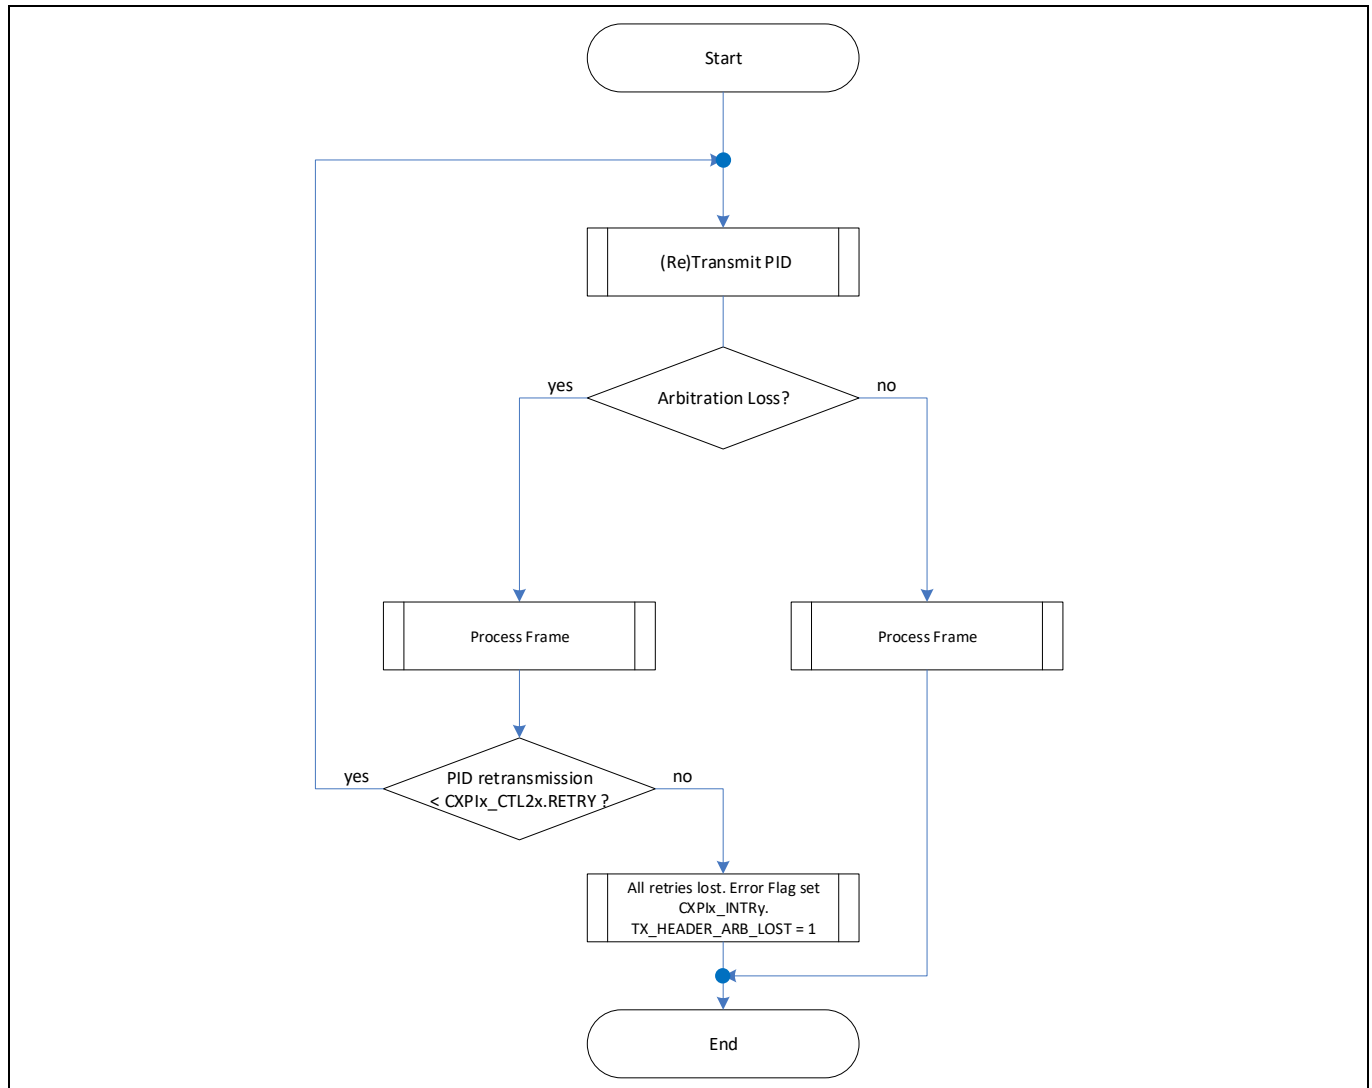 Start
(Re)Transmit PID
yes
Arbitration Loss?
no
Process Frame
Process Frame
yes
PID retransmission
< CXPIx_CTL2x.RETRY ?
no
All retries lost. Error Flag set
CXPIx_INTRy.
TX_HEADER_ARB_LOST = 1
End